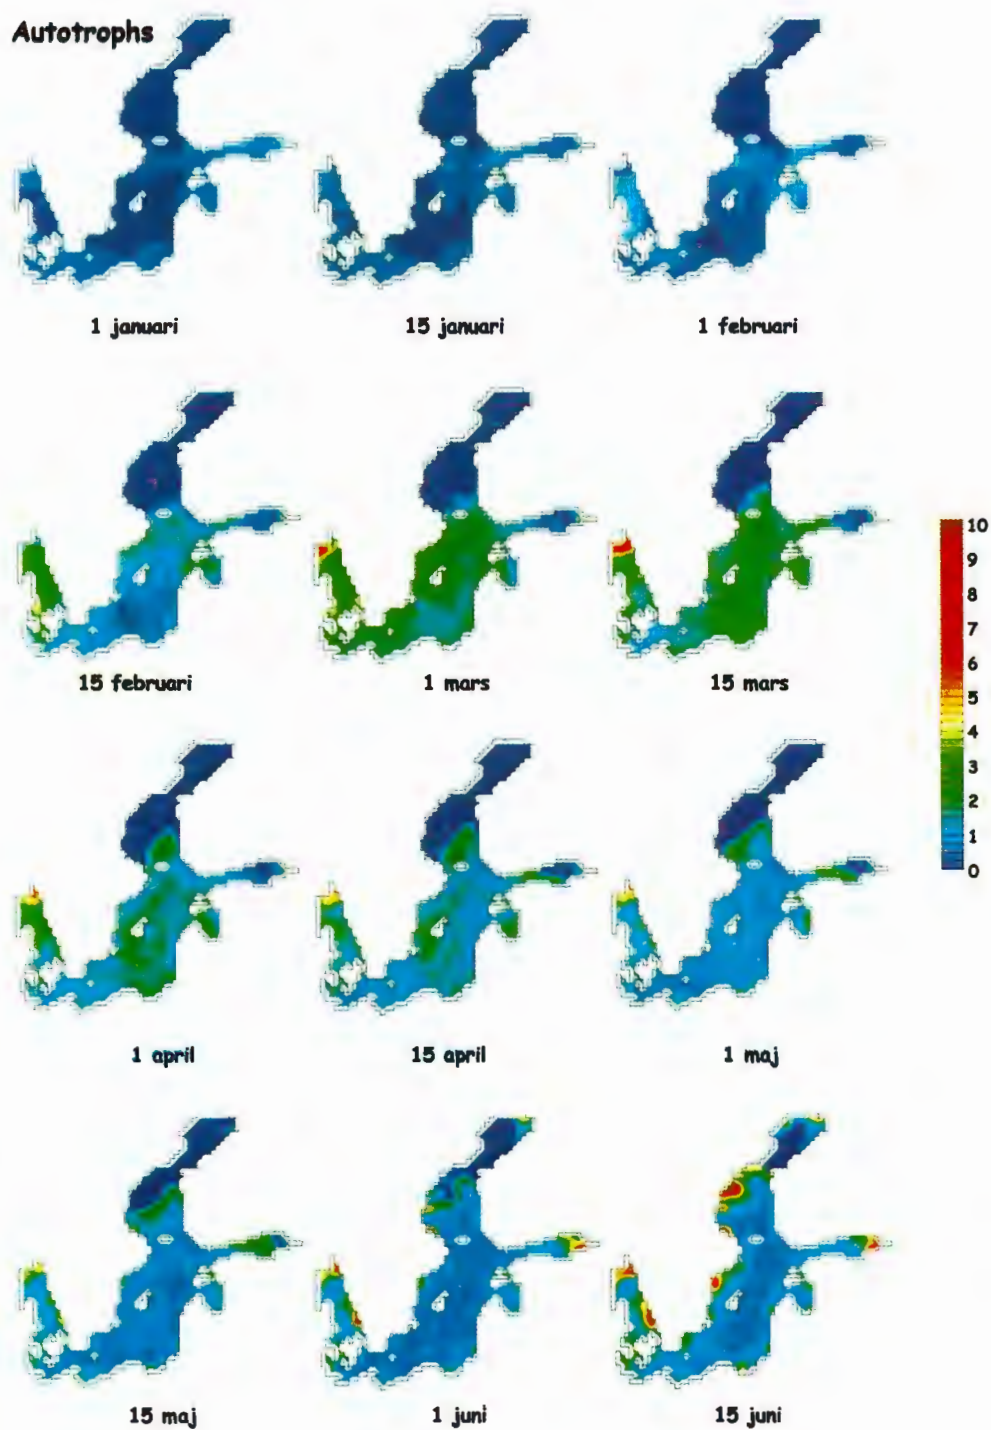 Autotrophs
1 januari
15 januari
1 februari
15 februari
1 mars
15 mars
10
9
8
7
6
5
4
3
2
1
0
1 april
15 april
1 maj
15 maj
1 juni
15 juni